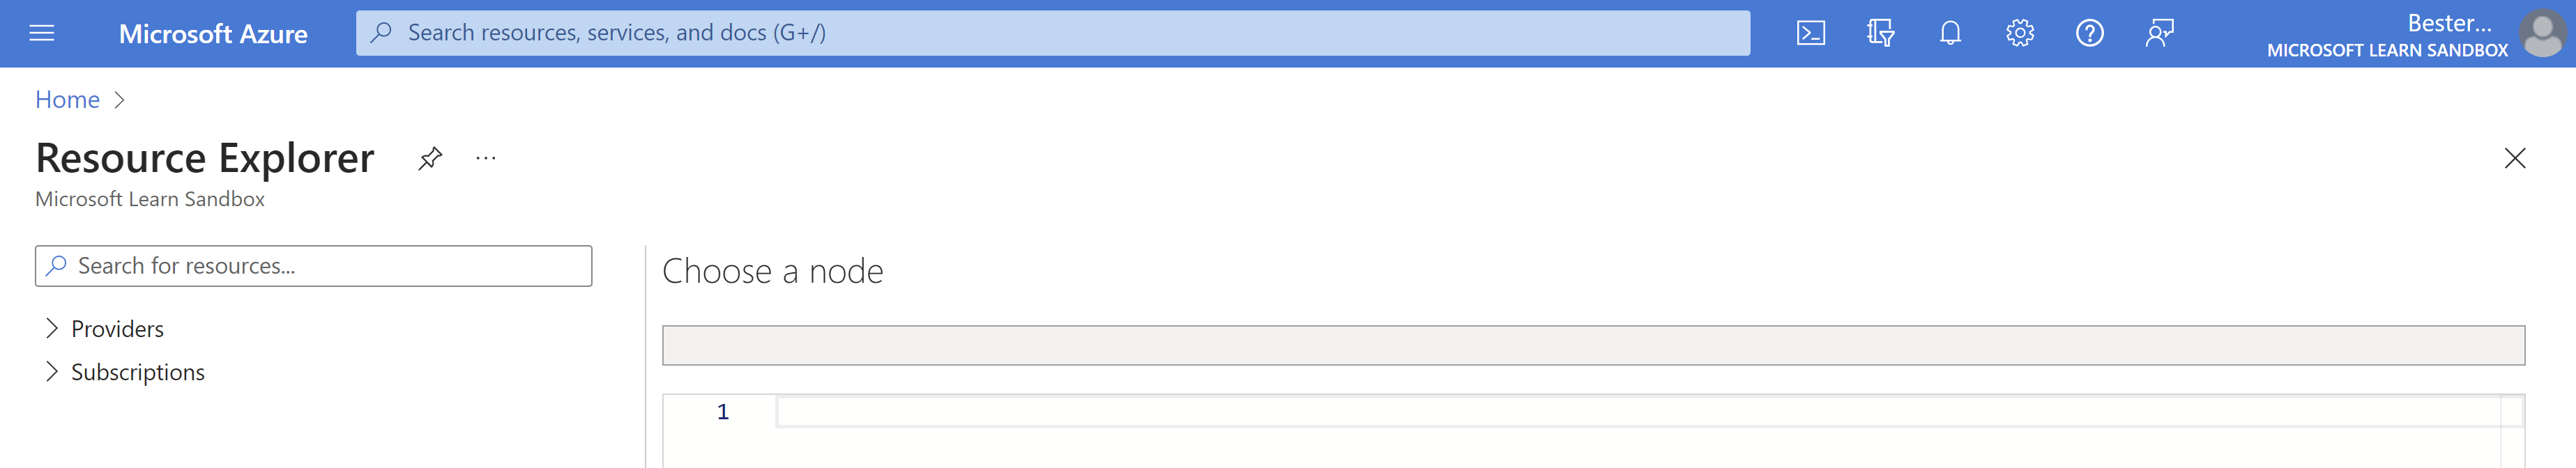 Microsoft Azure
Search resources, services, and docs (G+/)
Bester...
MICROSOFT LEARN SANDBOX
Home
Resource Explorer
...
Microsoft Learn Sandbox
Search for resources...
Choose a node
Providers
Subscriptions
1